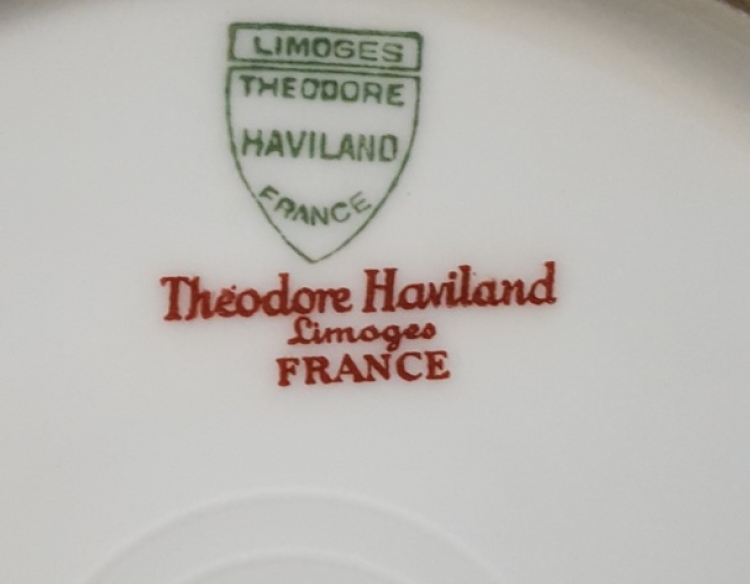 LIMOGES
THEODORE
HAVILAND
FRANCE
Théodore Haviland
Limoges
FRANCE